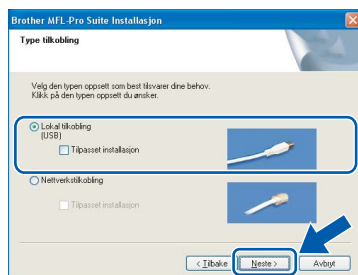 Brother MFL-Pro Suite Installasjon
Type tilkobling
Velg den typen oppsett som best tilsvarer dine behov.
Klikk på den typen oppsett du ønsker.
Lokal tilkobling
(USB)
Tilpasset installasjon
Nettverkstilkobling
Tilpasset installasjon
< Tilbake
Neste >
Avbryt